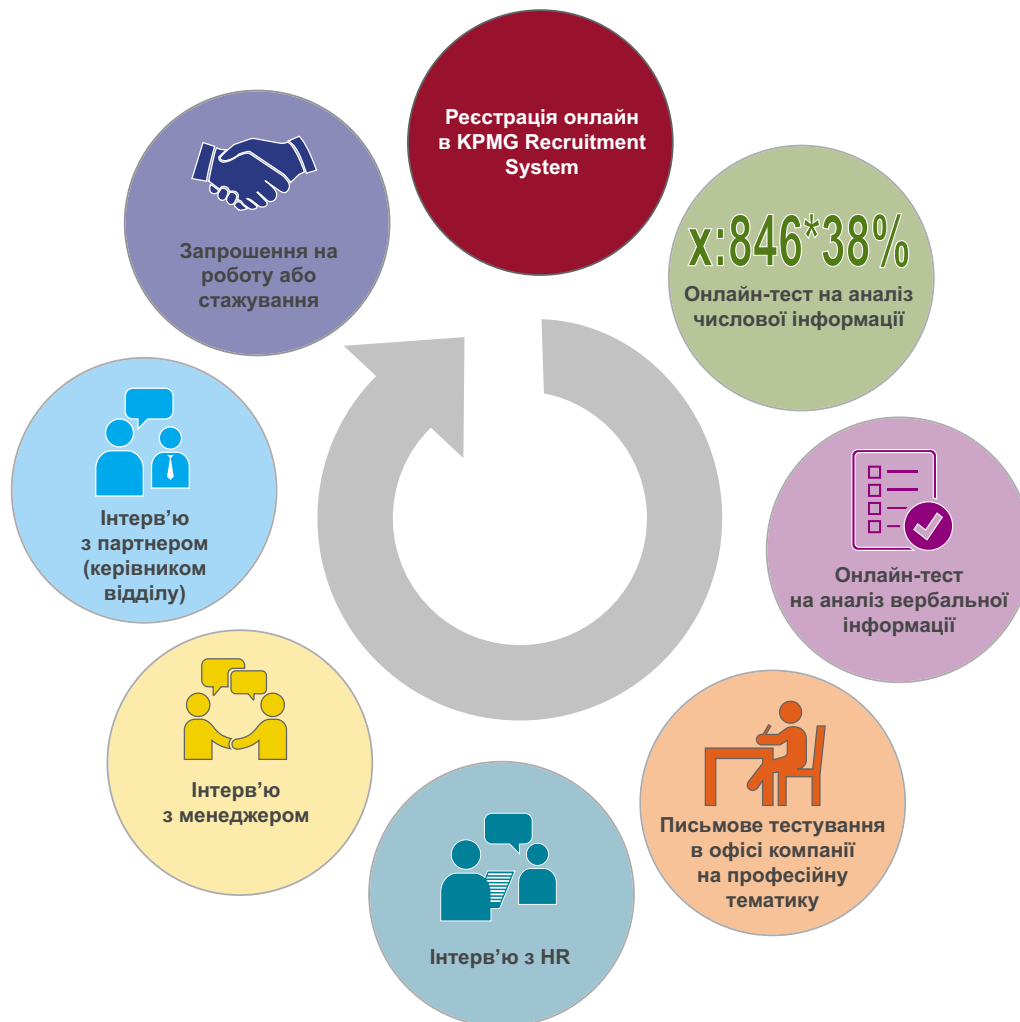 Реєстрація онлайн
в KPMG Recruitment
System
x:846*38%
Онлайн-тест на аналіз
числової інформації
Онлайн-тест
на аналіз вербальної
інформації
Письмове тестування
в офісі компанії
на професійну
тематику
Інтерв’ю з HR
Інтерв’ю
з менеджером
Інтерв’ю
з партнером
(керівником
відділу)
Запрошення на
роботу або
стажування